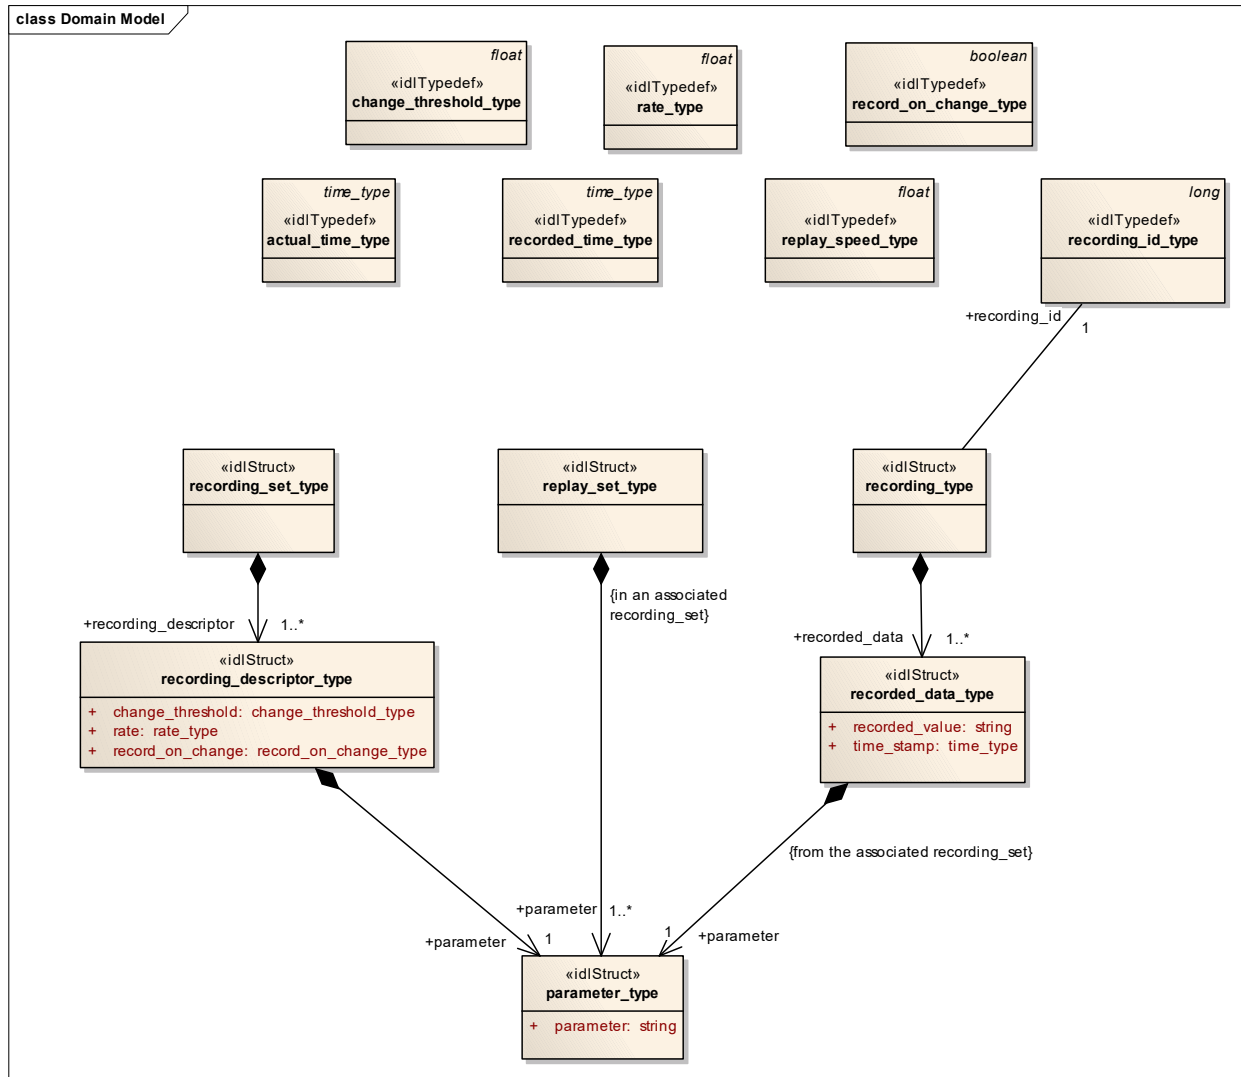 class Domain Model
float
«idlTypedef»
change_threshold_type
float
«idlTypedef»
rate_type
boolean
«idlTypedef»
record_on_change_type
time_type
«idlTypedef»
actual_time_type
time_type
«idlTypedef»
recorded_time_type
float
«idlTypedef»
replay_speed_type
long
«idlTypedef»
recording_id_type
+recording_id
1
«idlStruct»
recording_set_type
«idlStruct»
replay_set_type
«idlStruct»
recording_type
{in an associated
recording_set}
+recording_descriptor
1..*
+recorded_data
1..*
«idlStruct»
recording_descriptor_type
+ change_threshold: change_threshold_type
+ rate: rate_type
+ record_on_change: record_on_change_type
«idlStruct»
recorded_data_type
+ recorded_value: string
+ time_stamp: time_type
{from the associated recording_set}
+parameter
1
+parameter
1..*
1
+parameter
«idlStruct»
parameter_type
+ parameter: string